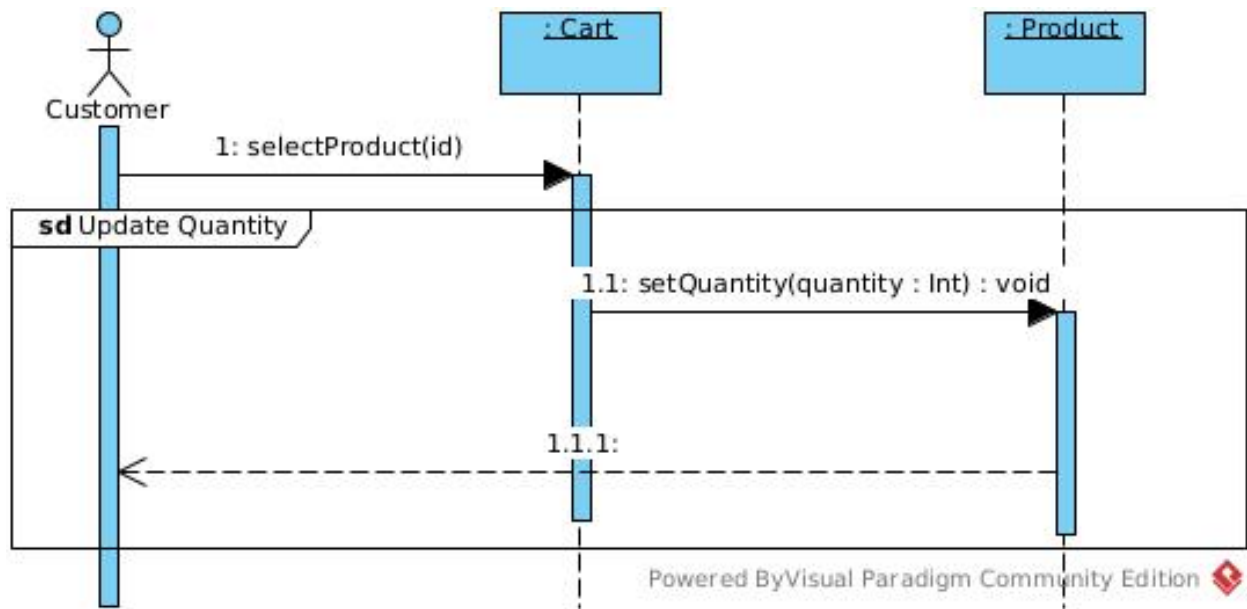 : Cart
: Product
Customer
1: selectProduct(id)
sd Update Quantity
1.1: setQuantity(quantity : Int) : void
1.1.1:
Powered ByVisual Paradigm Community Edition